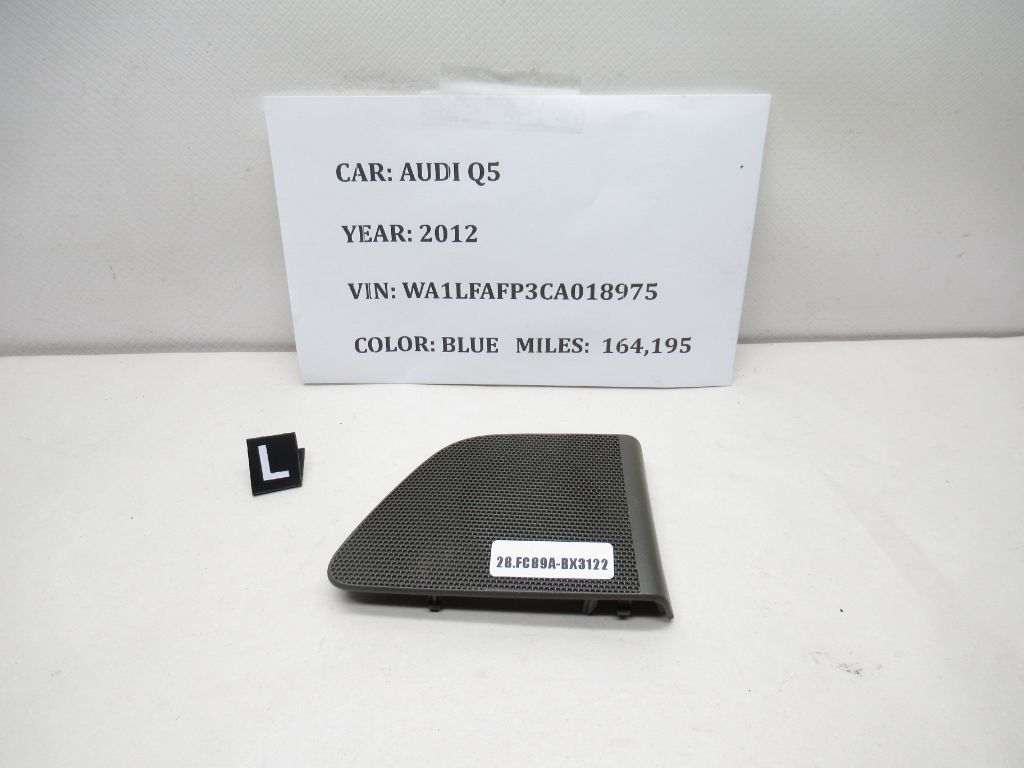 CAR: AUDI Q5
YEAR: 2012
VIN: WA1LFAFP3CA018975
COLOR: BLUE MILES: 164,195
L
28.FC89A-BX3122